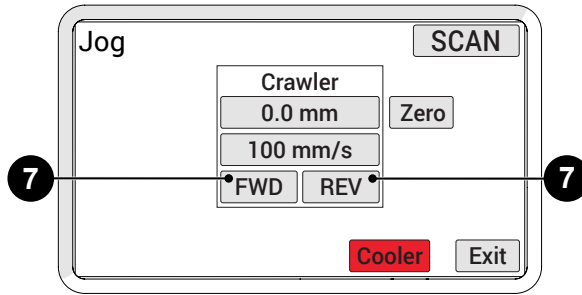 Jog SCAN
Crawler
0.0 mm Zero
100 mm/s
7 FWD REV 7
Cooler Exit